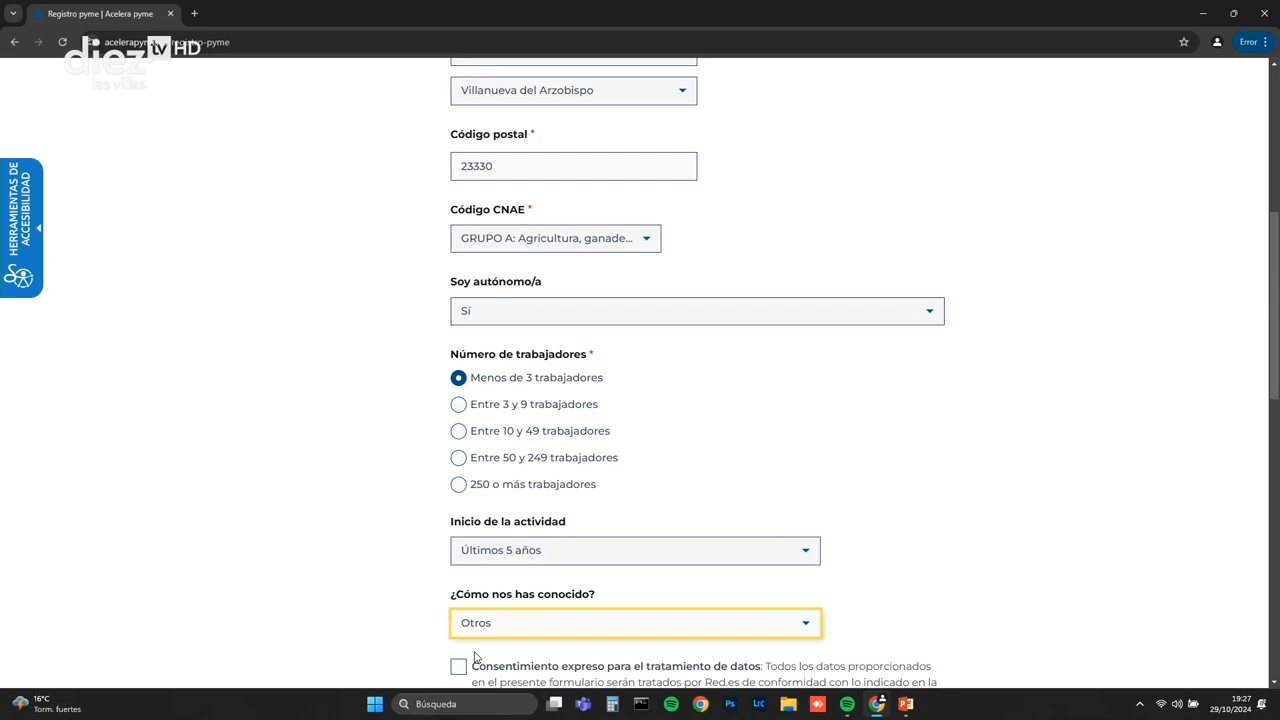 Registro pyme | Acelera pyme
registro-pyme
Error
diez tv HD
las villas
HERRAMIENTAS DE
ACCESIBILIDAD
Villanueva del Arzobispo
Código postal *
23330
Código CNAE *
GRUPO A: Agricultura, ganade...
Soy autónomo/a
Sí
Número de trabajadores *
Menos de 3 trabajadores
Entre 3 y 9 trabajadores
Entre 10 y 49 trabajadores
Entre 50 y 249 trabajadores
250 o más trabajadores
Inicio de la actividad
Últimos 5 años
¿Cómo nos has conocido?
Otros
Consentimiento expreso para el tratamiento de datos: Todos los datos proporcionados
en el presente formulario serán tratados por Red.es de conformidad con lo indicado en la
16°C
Torm. fuertes
Búsqueda
19:27
29/10/2024